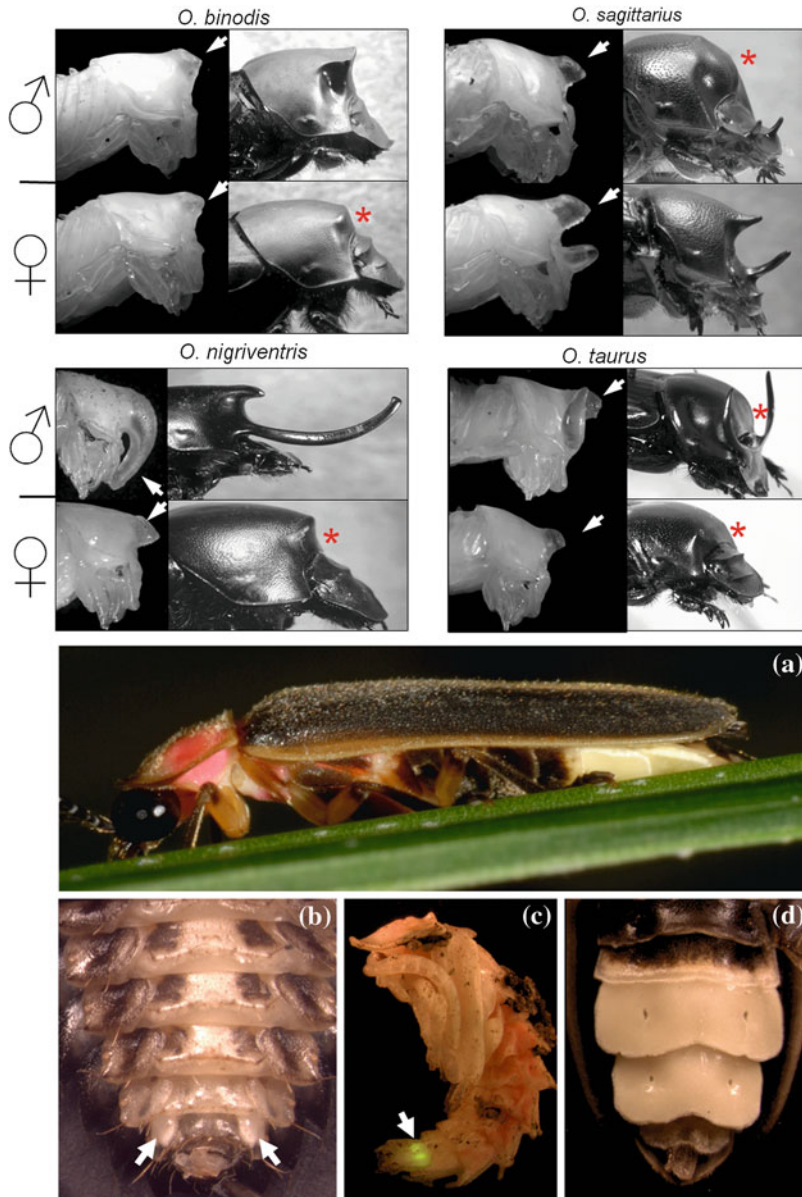 O. binodis
O. sagittarius
♂
*
♀
*
O. nigriventris
O. taurus
♂
*
♀
*
*
(a)
(b)
(c)
(d)